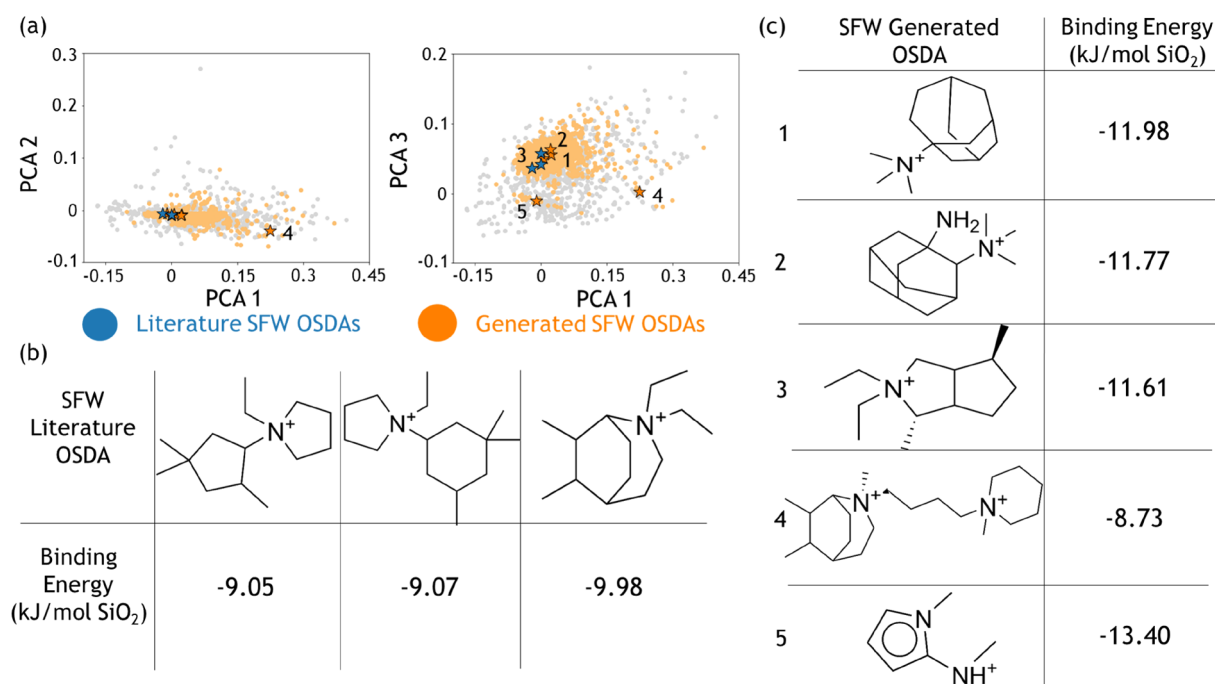 (a)
0.3
0.2
0.1
0
-0.1
PCA 2
-0.15
0
0.15
0.3
0.45
PCA 1
4
0.2
0.1
0
-0.1
PCA 3
-0.15
0
0.15
0.3
0.45
PCA 1
3
2
1
5
4
Literature SFW OSDAs
Generated SFW OSDAs
(b)
SFW
Literature
OSDA
N+
N+
N+
Binding
Energy
(kJ/mol SiO2)
-9.05
-9.07
-9.98
(c)
SFW Generated
OSDA
Binding Energy
(kJ/mol SiO2)
1
N+
-11.98
2
NH2
N+
-11.77
3
N+
-11.61
4
N+
N+
-8.73
5
N
NH+
-13.40